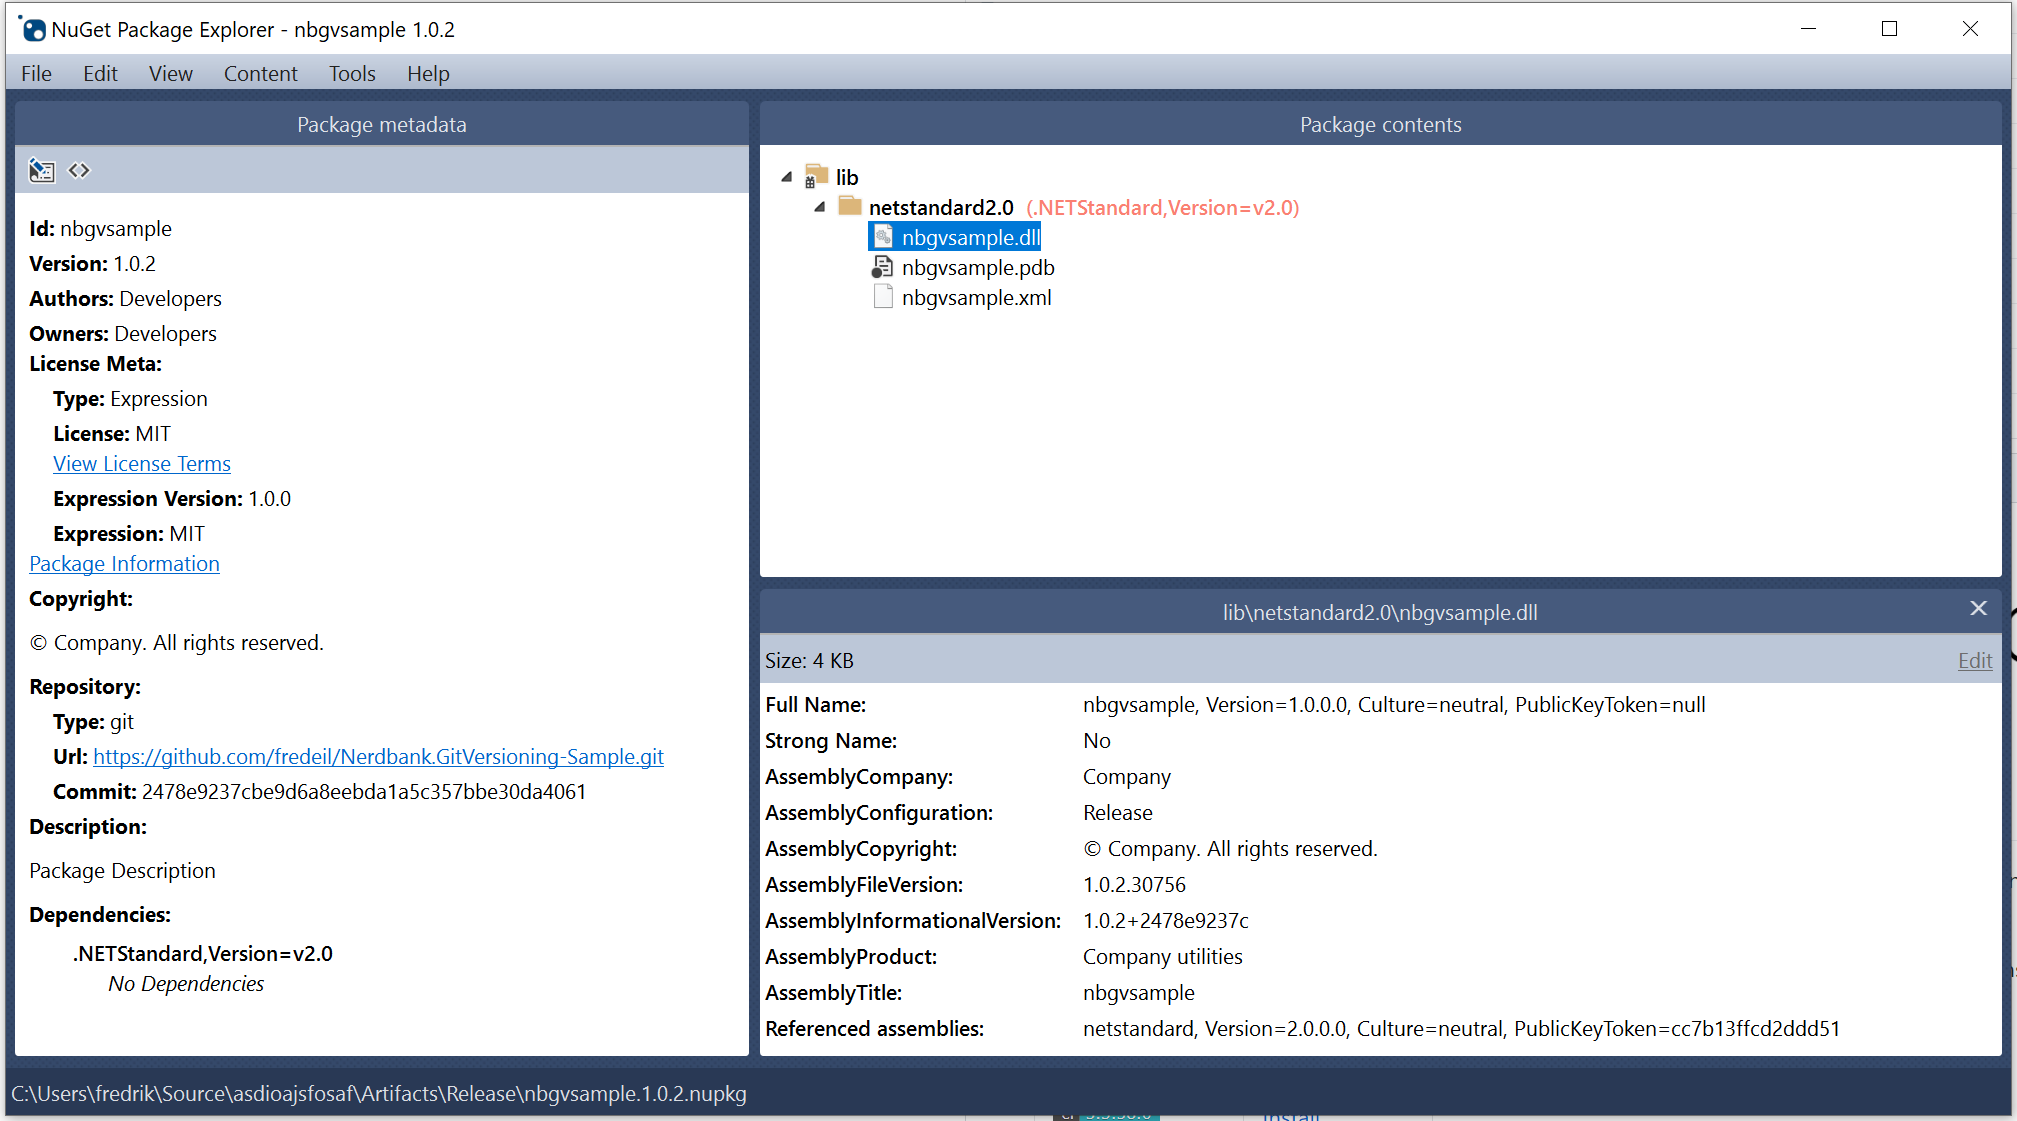 NuGet Package Explorer - nbgvsample 1.0.2
File Edit View Content Tools Help
Package metadata
Id: nbgvsample
Version: 1.0.2
Authors: Developers
Owners: Developers
License Meta:
Type: Expression
License: MIT
View License Terms
Expression Version: 1.0.0
Expression: MIT
Package Information
Copyright:
© Company. All rights reserved.
Repository:
Type: git
Url: https://github.com/fredeil/Nerdbank.GitVersioning-Sample.git
Commit: 2478e9237cbe9d6a8eebda1a5c357bbe30da4061
Description:
Package Description
Dependencies:
.NETStandard,Version=v2.0
No Dependencies
Package contents
lib
netstandard2.0 (.NETStandard,Version=v2.0)
nbgvsample.dll
nbgvsample.pdb
nbgvsample.xml
lib\netstandard2.0\nbgvsample.dll
Size: 4 KB Edit
Full Name: nbgvsample, Version=1.0.0.0, Culture=neutral, PublicKeyToken=null
Strong Name: No
AssemblyCompany: Company
AssemblyConfiguration: Release
AssemblyCopyright: © Company. All rights reserved.
AssemblyFileVersion: 1.0.2.30756
AssemblyInformationalVersion: 1.0.2+2478e9237c
AssemblyProduct: Company utilities
AssemblyTitle: nbgvsample
Referenced assemblies: netstandard, Version=2.0.0.0, Culture=neutral, PublicKeyToken=cc7b13ffcd2ddd51
C:\Users\fredrik\Source\asdioajsfosaf\Artifacts\Release\nbgvsample.1.0.2.nupkg